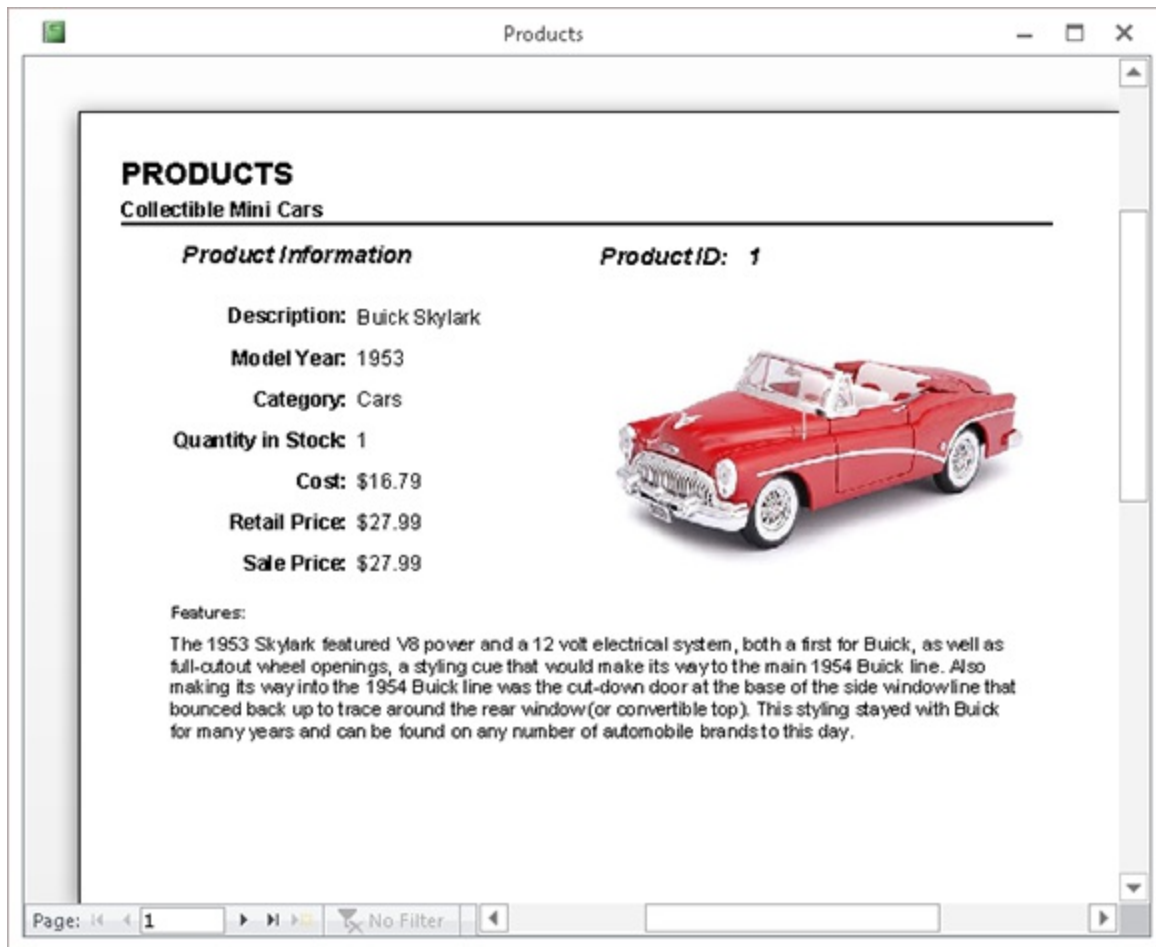 Products
PRODUCTS
Collectible Mini Cars
Product Information
Product ID: 1
Description: Buick Skylark
Model Year: 1953
Category: Cars
Quantity in Stock: 1
Cost: $16.79
Retail Price: $27.99
Sale Price: $27.99
Features:
The 1953 Skylark featured V8 power and a 12 volt electrical system, both a first for Buick, as well as
full-cutout wheel openings, a styling cue that would make its way to the main 1954 Buick line. Also
making its way into the 1954 Buick line was the cut-down door at the base of the side window line that
bounced back up to trace around the rear window (or convertible top). This styling stayed with Buick
for many years and can be found on any number of automobile brands to this day.
Page: 1 No Filter